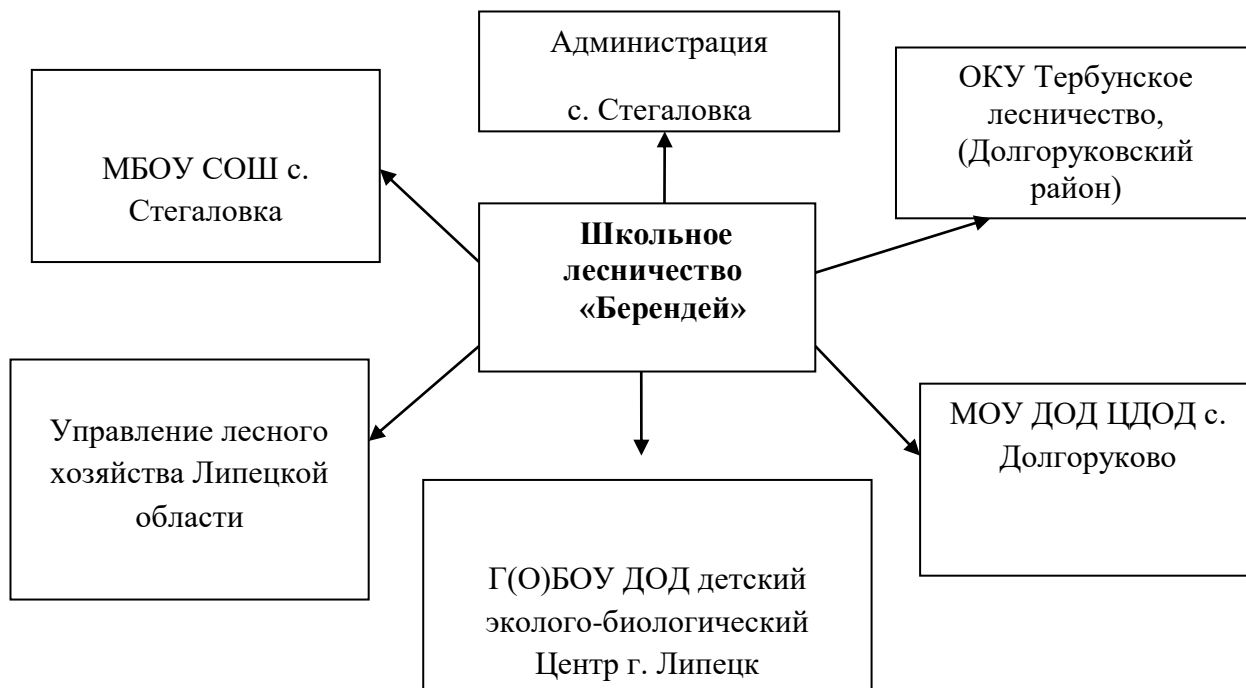 Администрация
с. Стегаловка
ОКУ Тербунское
лесничество,
(Долгоруковский
район)
МБОУ СОШ с.
Стегаловка
Школьное
лесничество
«Берендей»
Управление лесного
хозяйства Липецкой
области
МОУ ДОД ЦДОД с.
Долгоруково
Г(О)БОУ ДОД детский
эколого-биологический
Центр г. Липецк